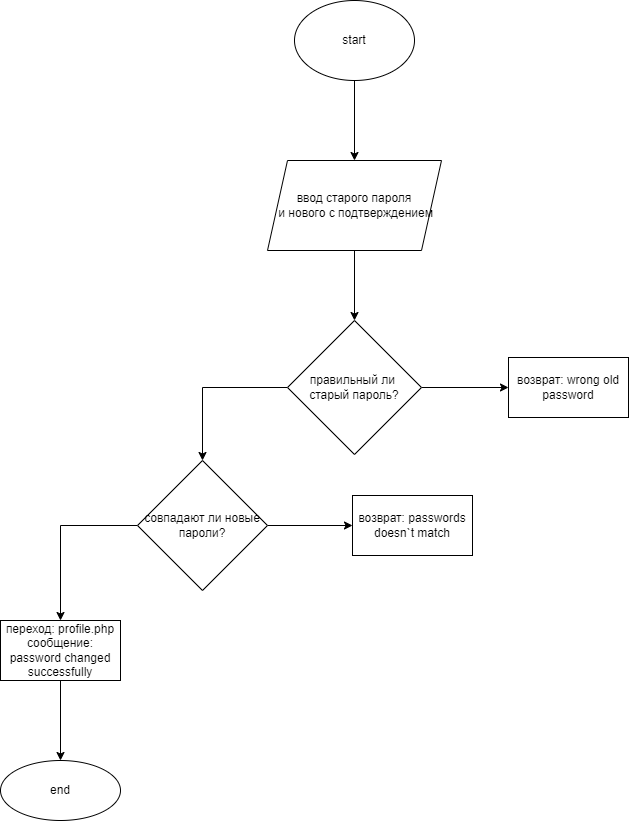 start
ввод старого пароля
и нового с подтверждением
правильный ли
старый пароль?
возврат: wrong old
password
совпадают ли новые
пароли?
возврат: passwords
doesn`t match
переход: profile.php
сообщение:
password changed
successfully
end